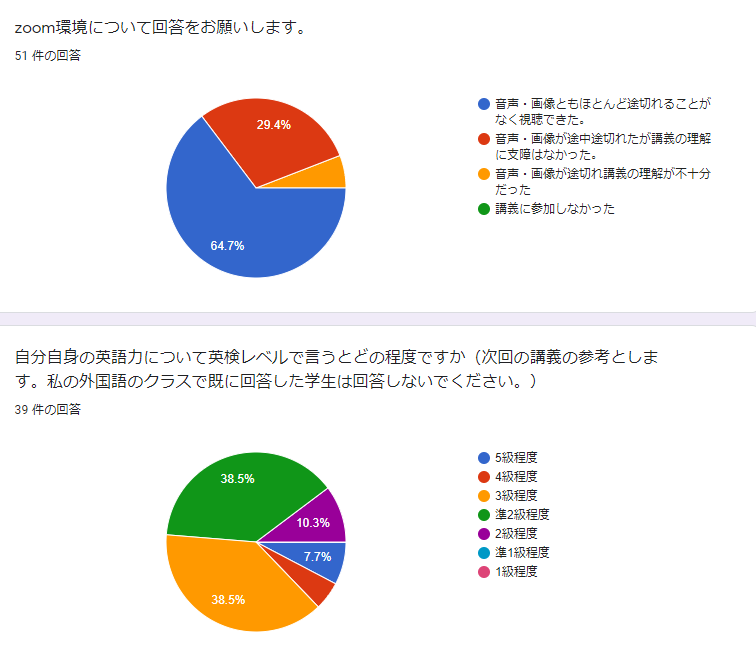 zoom環境について回答をお願いします。
51 件の回答
29.4%
64.7%
音声・画像ともほとんど途切れることが
なく視聴できた。
音声・画像が途中途切れたが講義の理解
に支障はなかった。
音声・画像が途切れ講義の理解が不十分
だった
講義に参加しなかった
自分自身の英語力について英検レベルで言うとどの程度ですか（次回の講義の参考としま
す。私の外国語のクラスで既に回答した学生は回答しないでください。）
39 件の回答
38.5%
10.3%
7.7%
38.5%
5級程度
4級程度
3級程度
準2級程度
2級程度
準1級程度
1級程度